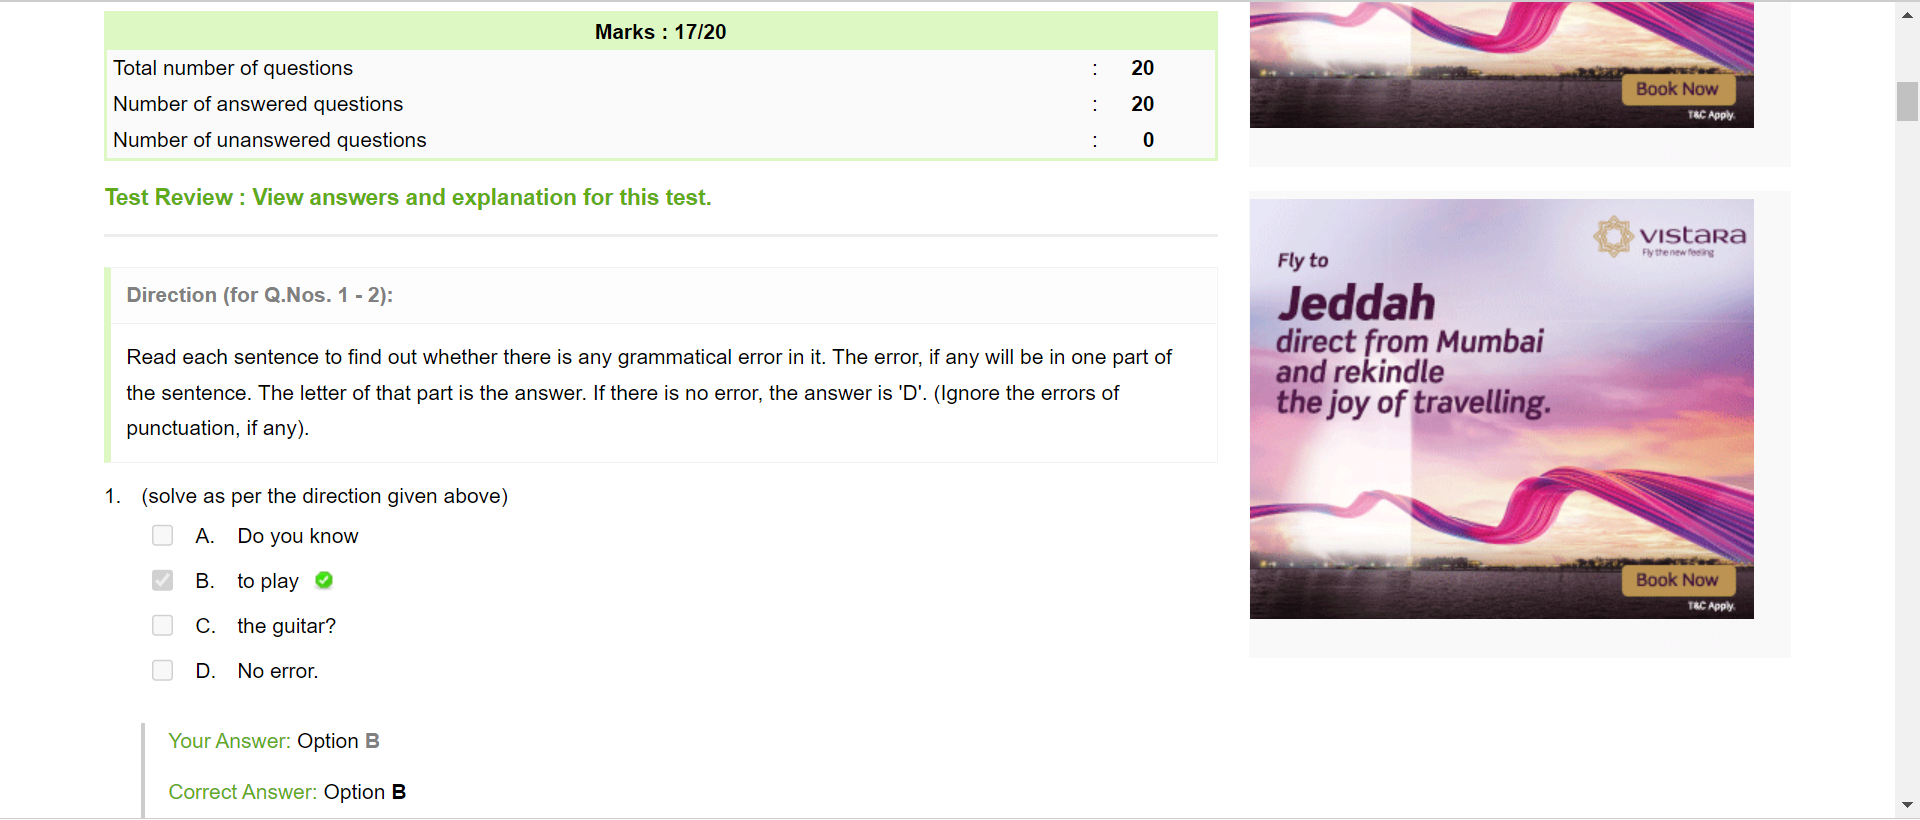 Marks : 17/20
Total number of questions : 20
Number of answered questions : 20
Number of unanswered questions : 0
Test Review : View answers and explanation for this test.
Direction (for Q.Nos. 1 - 2):
Read each sentence to find out whether there is any grammatical error in it. The error, if any will be in one part of
the sentence. The letter of that part is the answer. If there is no error, the answer is 'D'. (Ignore the errors of
punctuation, if any).
1. (solve as per the direction given above)
A. Do you know
B. to play
C. the guitar?
D. No error.
Your Answer: Option B
Correct Answer: Option B
Book Now
T&C Apply.
VISTARA
Fly the new feeling
Fly to
Jeddah
direct from Mumbai
and rekindle
the joy of travelling.
Book Now
T&C Apply.